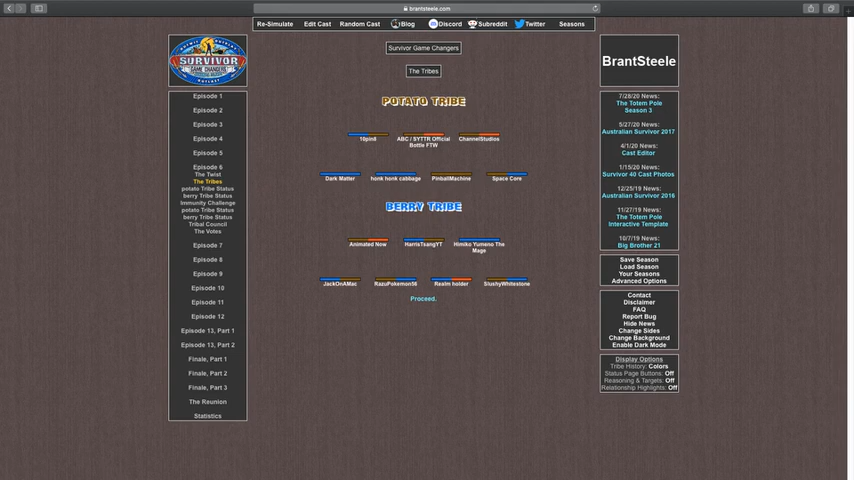 brantsteele.com
Re-Simulate Edit Cast Random Cast Blog Discord Subreddit Twitter Seasons
SURVIVOR
GAME CHANGERS
Episode 1
Episode 2
Episode 3
Episode 4
Episode 5
Episode 6
The Twist
The Tribes
potato Tribe Status
berry Tribe Status
Immunity Challenge
potato Tribe Status
berry Tribe Status
Tribal Council
The Votes
Episode 7
Episode 8
Episode 9
Episode 10
Episode 11
Episode 12
Episode 13, Part 1
Episode 13, Part 2
Finale, Part 1
Finale, Part 2
Finale, Part 3
The Reunion
Statistics
Survivor Game Changers
The Tribes
POTATO TRIBE
10pin8 ABC / SYTTR Official ChannelStudios
Bottle FTW
Dark Matter honk honk cabbage PinballMachine Space Core
BERRY TRIBE
Animated New HarrisTsangYT Himiko Yumeno The
Mage
JackOnAMac RazuPokemon56 Realm holder SlushyWhitestone
Proceed.
BrantSteele
7/28/20 News:
The Totem Pole
Season 3
5/27/20 News:
Australian Survivor 2017
4/1/20 News:
Cast Editor
1/15/20 News:
Survivor 40 Cast Photos
12/25/19 News:
Australian Survivor 2016
11/27/19 News:
The Totem Pole
Interactive Template
10/7/19 News:
Big Brother 21
Save Season
Load Season
Your Seasons
Advanced Options
Contact
Disclaimer
FAQ
Report Bug
Hide News
Change Sides
Change Background
Enable Dark Mode
Display Options
Tribe History: Colors
Status Page Buttons: Off
Reasoning & Targets: Off
Relationship Highlights: Off